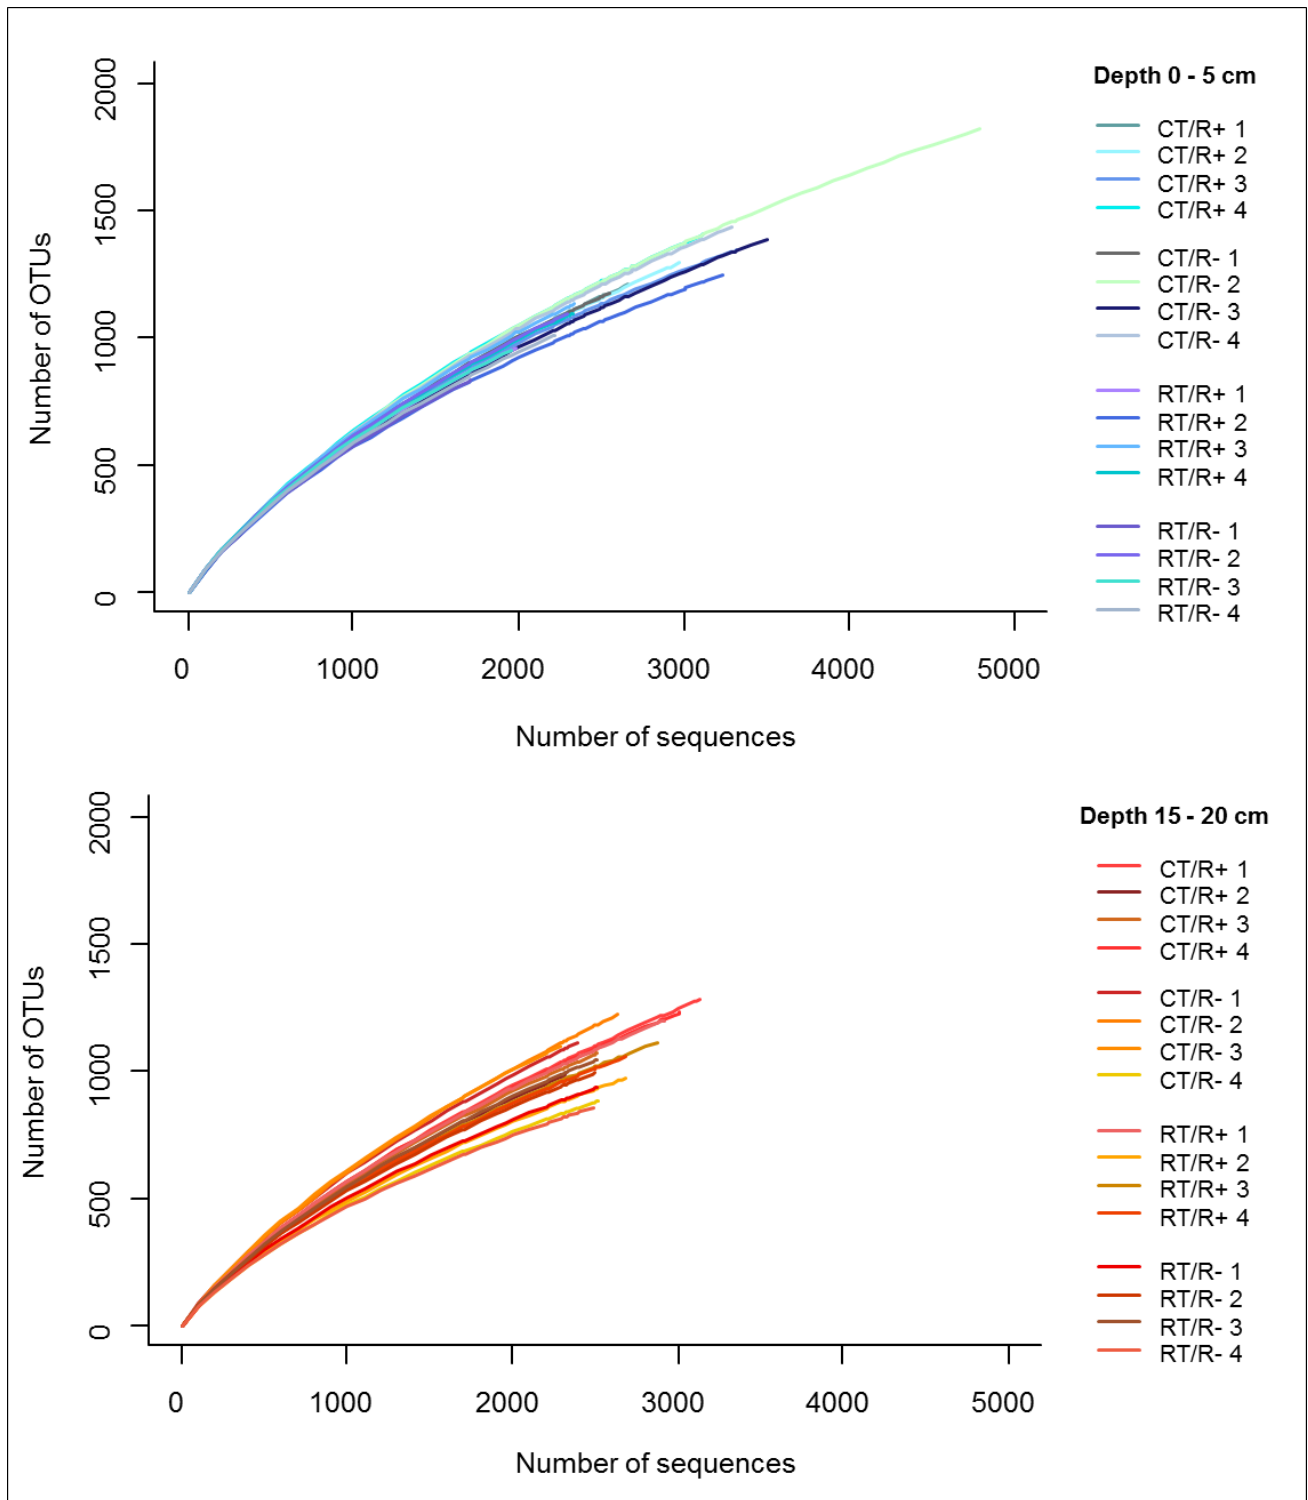 Depth 0 - 5 cm
CT/R+ 1
CT/R+ 2
CT/R+ 3
CT/R+ 4
CT/R- 1
CT/R- 2
CT/R- 3
CT/R- 4
RT/R+ 1
RT/R+ 2
RT/R+ 3
RT/R+ 4
RT/R- 1
RT/R- 2
RT/R- 3
RT/R- 4
Number of OTUs
2000
1500
1000
500
0
0 1000 2000 3000 4000 5000
Number of sequences
Depth 15 - 20 cm
CT/R+ 1
CT/R+ 2
CT/R+ 3
CT/R+ 4
CT/R- 1
CT/R- 2
CT/R- 3
CT/R- 4
RT/R+ 1
RT/R+ 2
RT/R+ 3
RT/R+ 4
RT/R- 1
RT/R- 2
RT/R- 3
RT/R- 4
Number of OTUs
2000
1500
1000
500
0
0 1000 2000 3000 4000 5000
Number of sequences